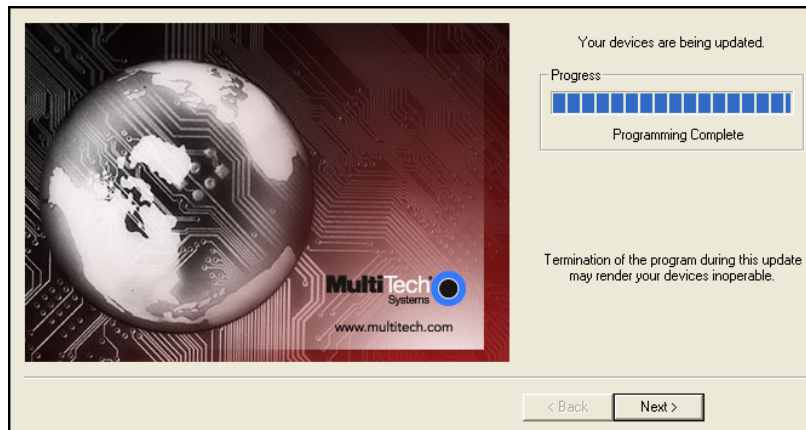 Your devices are being updated.
Progress
Programming Complete
Termination of the program during this update
may render your devices inoperable.
MultiTech
Systems
www.multitech.com
< Back
Next >